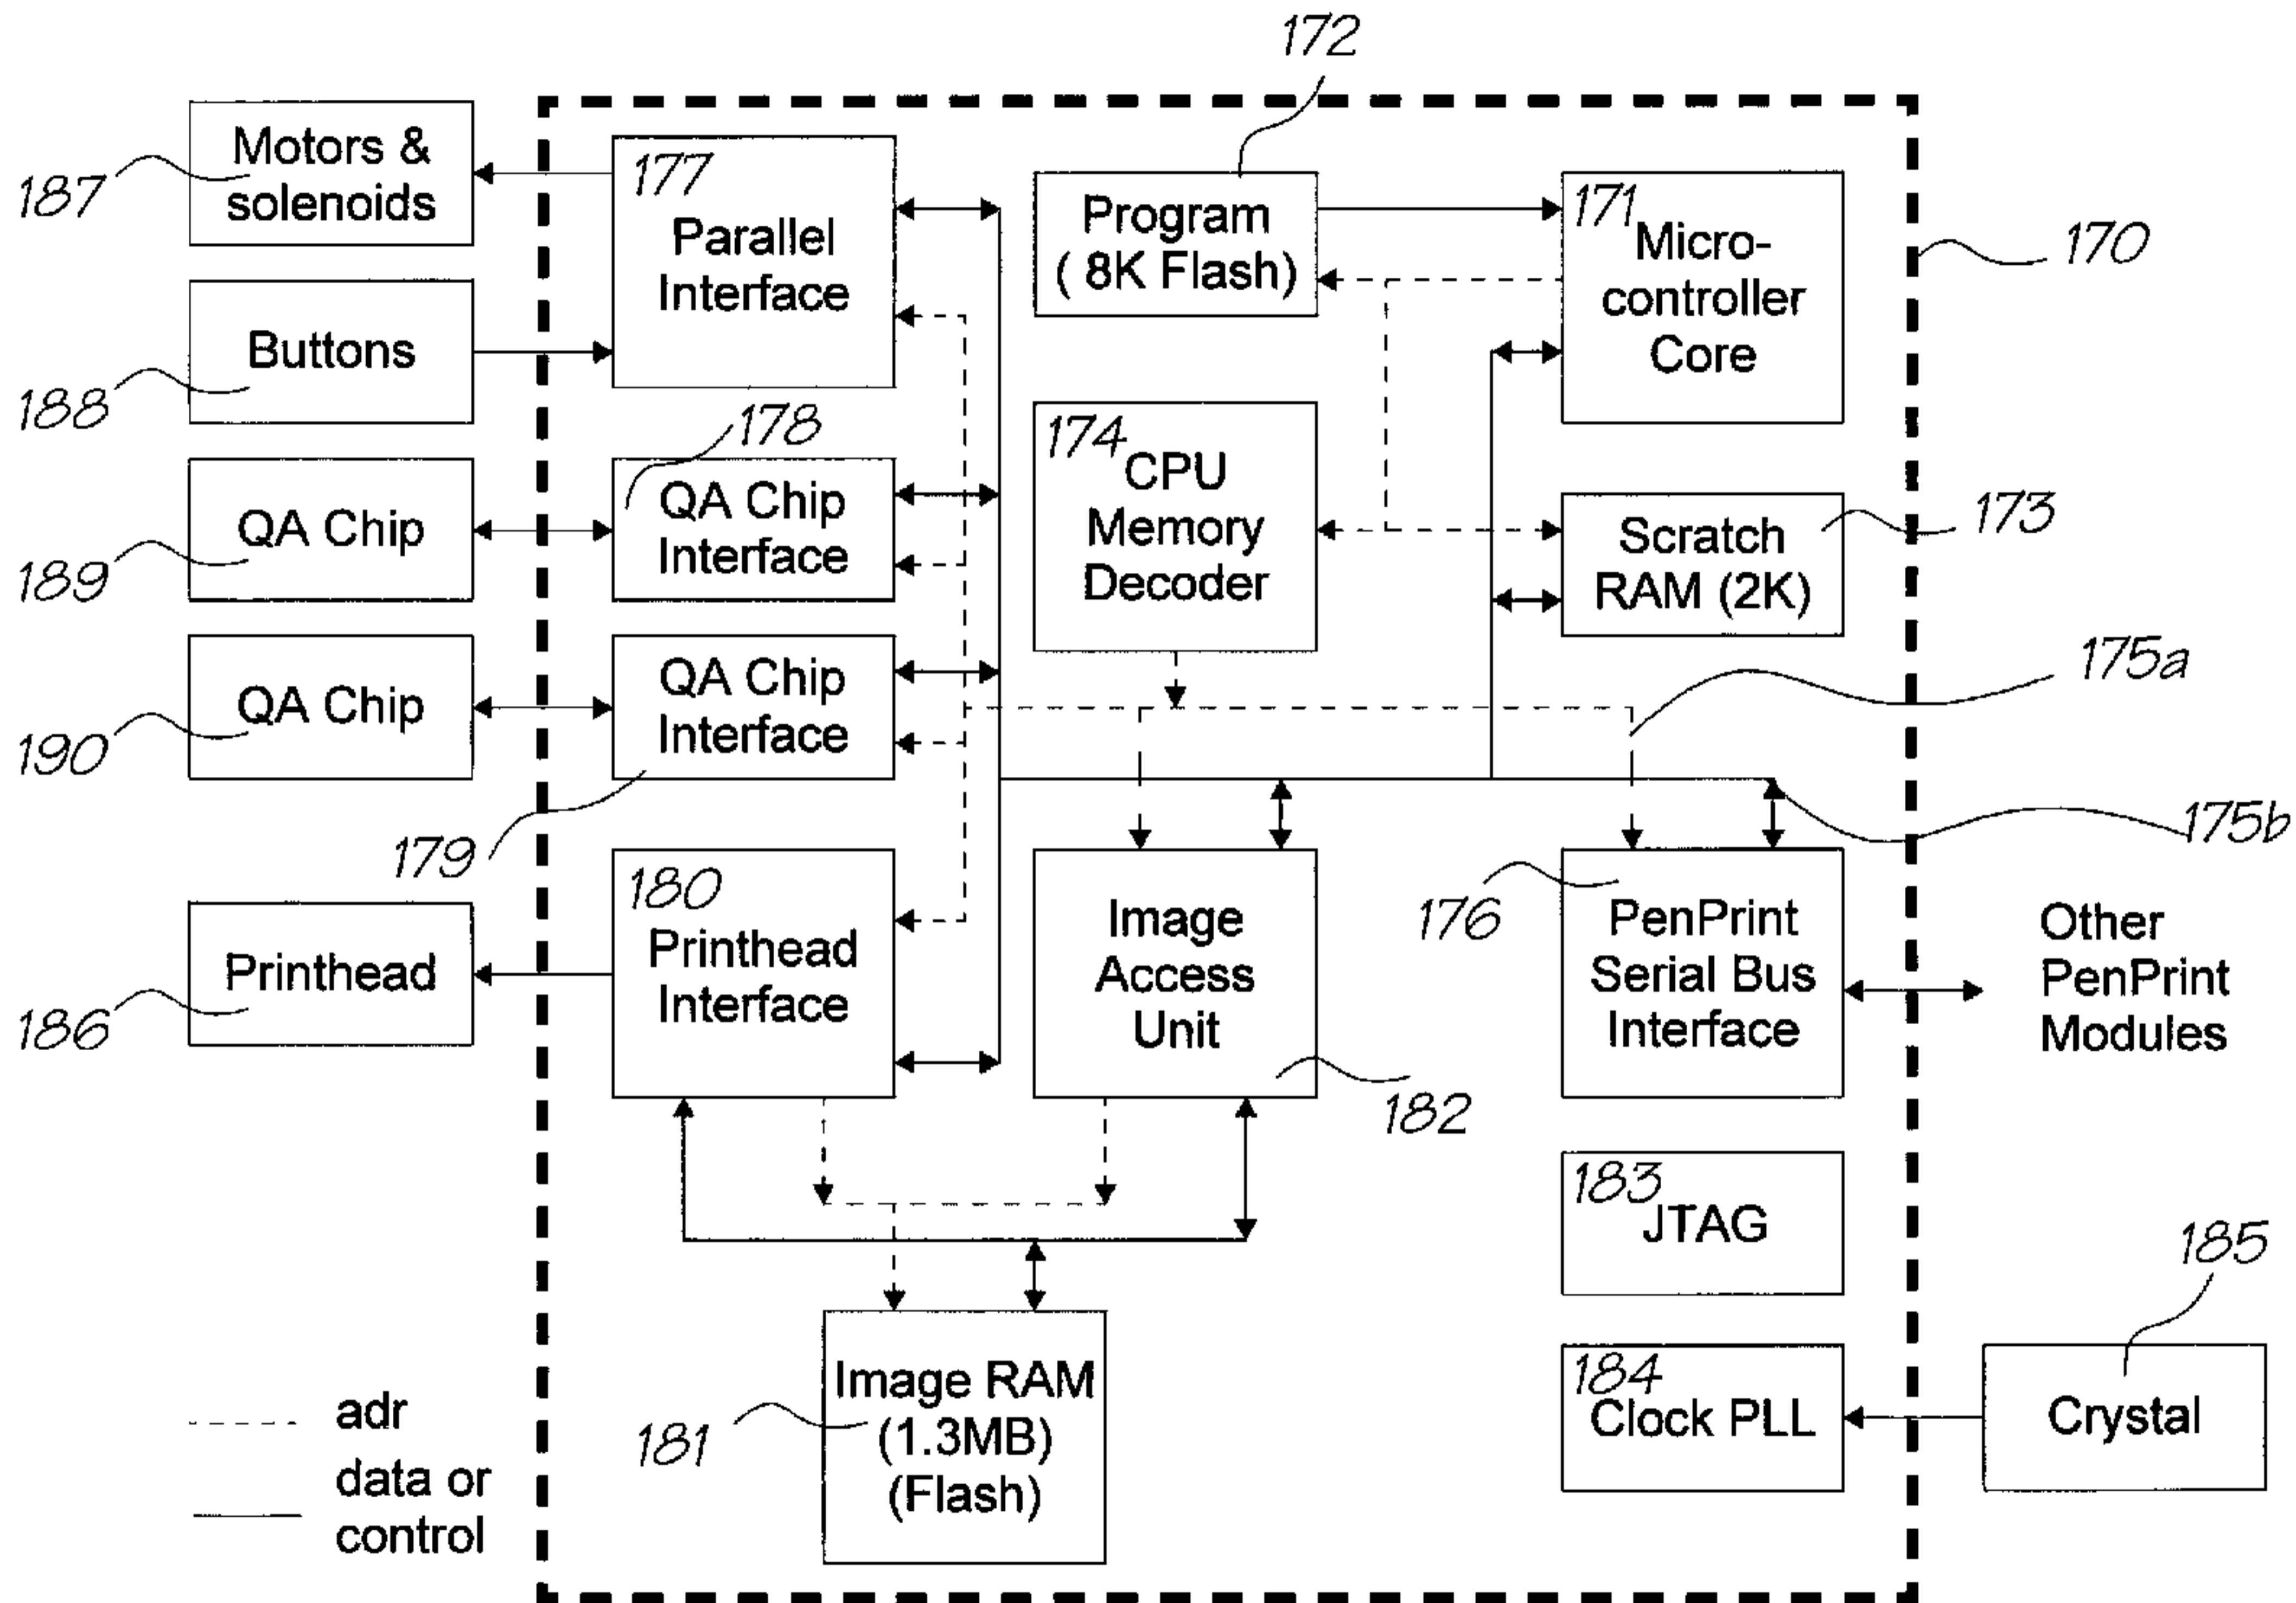 172
Motors &
solenoids
187
177
Parallel
Interface
Program
( 8K Flash)
171
Micro-
controller
Core
170
Buttons
188
178
174
CPU
Memory
Decoder
QA Chip
189
QA Chip
Interface
Scratch
RAM (2K)
173
175a
QA Chip
190
QA Chip
Interface
179
175b
180
Printhead
Interface
Printhead
186
Image
Access
Unit
182
176
PenPrint
Serial Bus
Interface
Other
PenPrint
Modules
183
JTAG
185
Image RAM
(1.3MB)
(Flash)
181
184
Clock PLL
Crystal
adr
data or
control